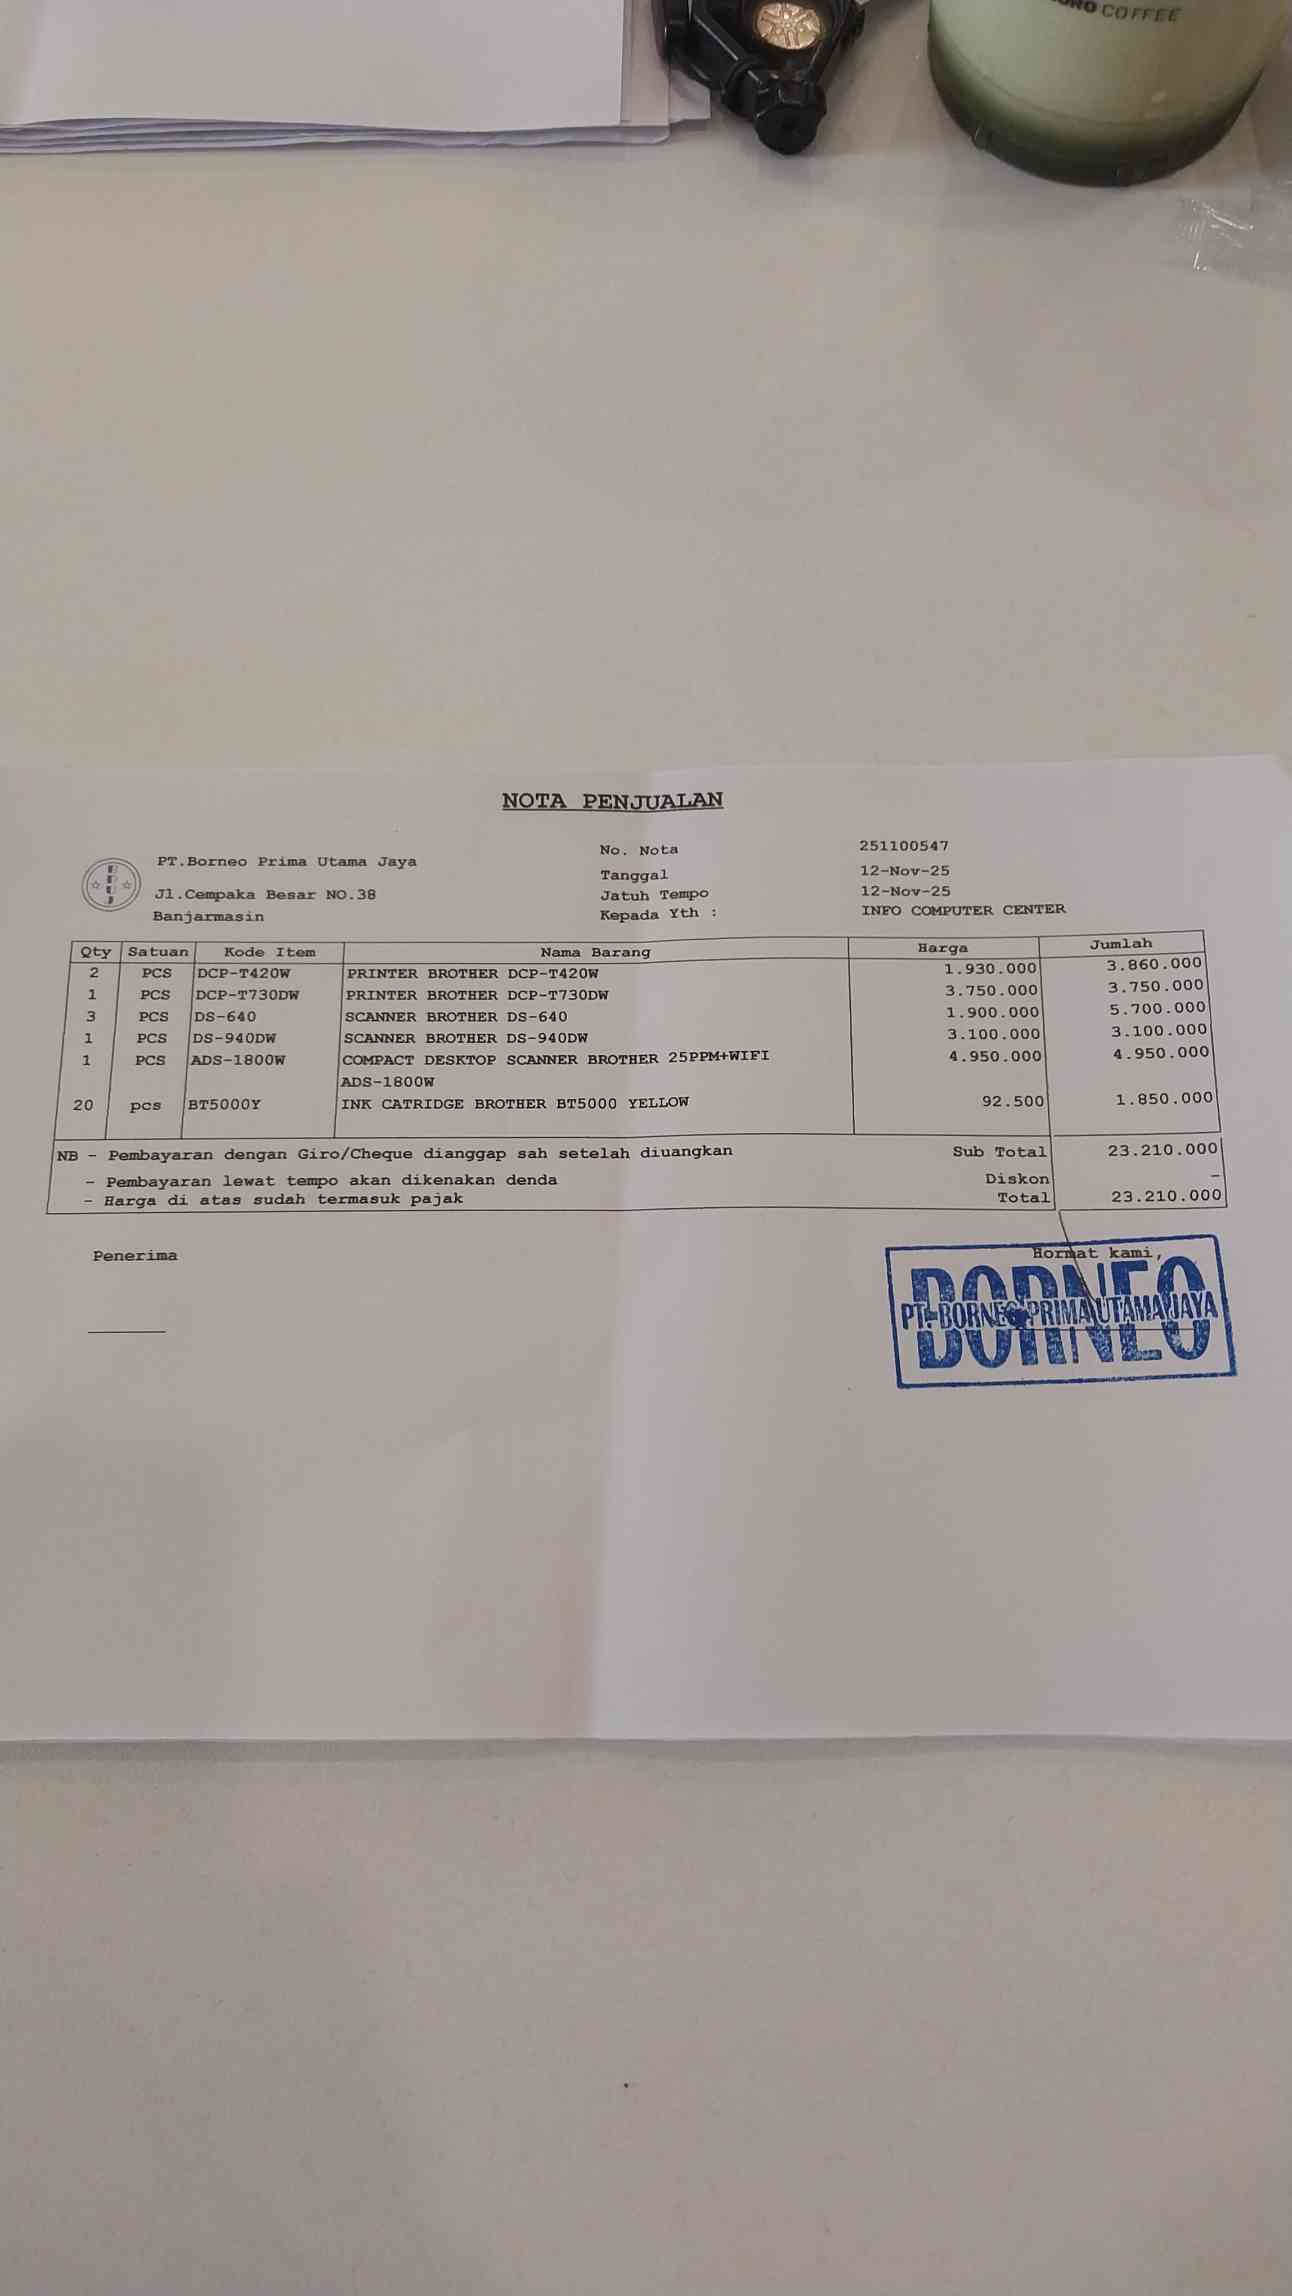 COFFEE
NOTA PENJUALAN
PT.Borneo Prima Utama Jaya
Jl.Cempaka Besar NO.38
Banjarmasin
No. Nota 251100547
Tanggal 12-Nov-25
Jatuh Tempo 12-Nov-25
Kepada Yth : INFO COMPUTER CENTER
Qty Satuan Kode Item Nama Barang Harga Jumlah
2 PCS DCP-T420W PRINTER BROTHER DCP-T420W 1.930.000 3.860.000
1 PCS DCP-T730DW PRINTER BROTHER DCP-T730DW 3.750.000 3.750.000
3 PCS DS-640 SCANNER BROTHER DS-640 1.900.000 5.700.000
1 PCS DS-940DW SCANNER BROTHER DS-940DW 3.100.000 3.100.000
1 PCS ADS-1800W COMPACT DESKTOP SCANNER BROTHER 25PPM+WIFI 4.950.000 4.950.000
ADS-1800W
20 pcs BT5000Y INK CATRIDGE BROTHER BT5000 YELLOW 92.500 1.850.000
NB - Pembayaran dengan Giro/Cheque dianggap sah setelah diuangkan Sub Total 23.210.000
- Pembayaran lewat tempo akan dikenakan denda Diskon -
- Harga di atas sudah termasuk pajak Total 23.210.000
Penerima
Hormat kami,
BORNEO
PT. BORNEO PRIMA UTAMA JAYA